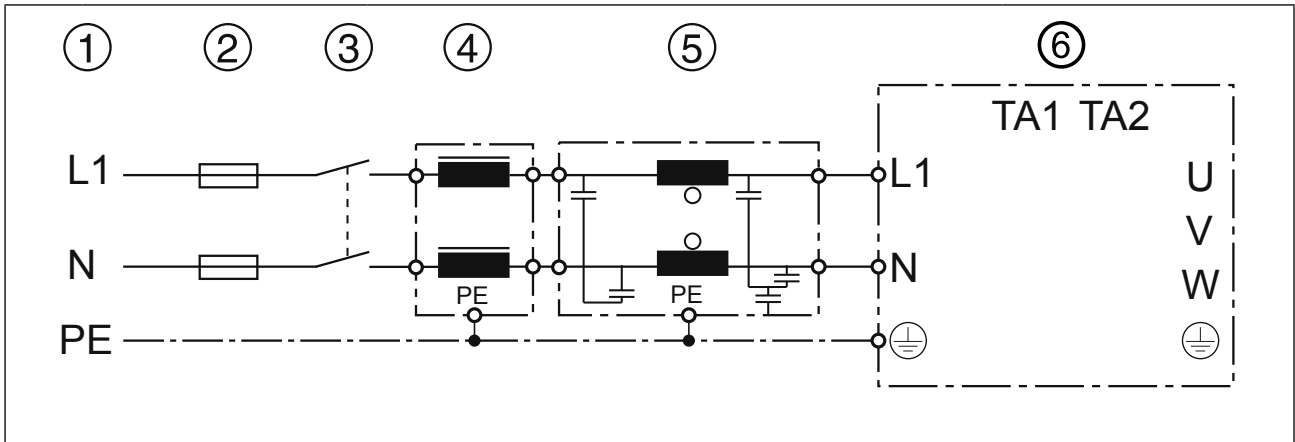 ① ② ③ ④ ⑤ ⑥
TA1 TA2
L1 L1 U
V
N N W
PE PE
PE